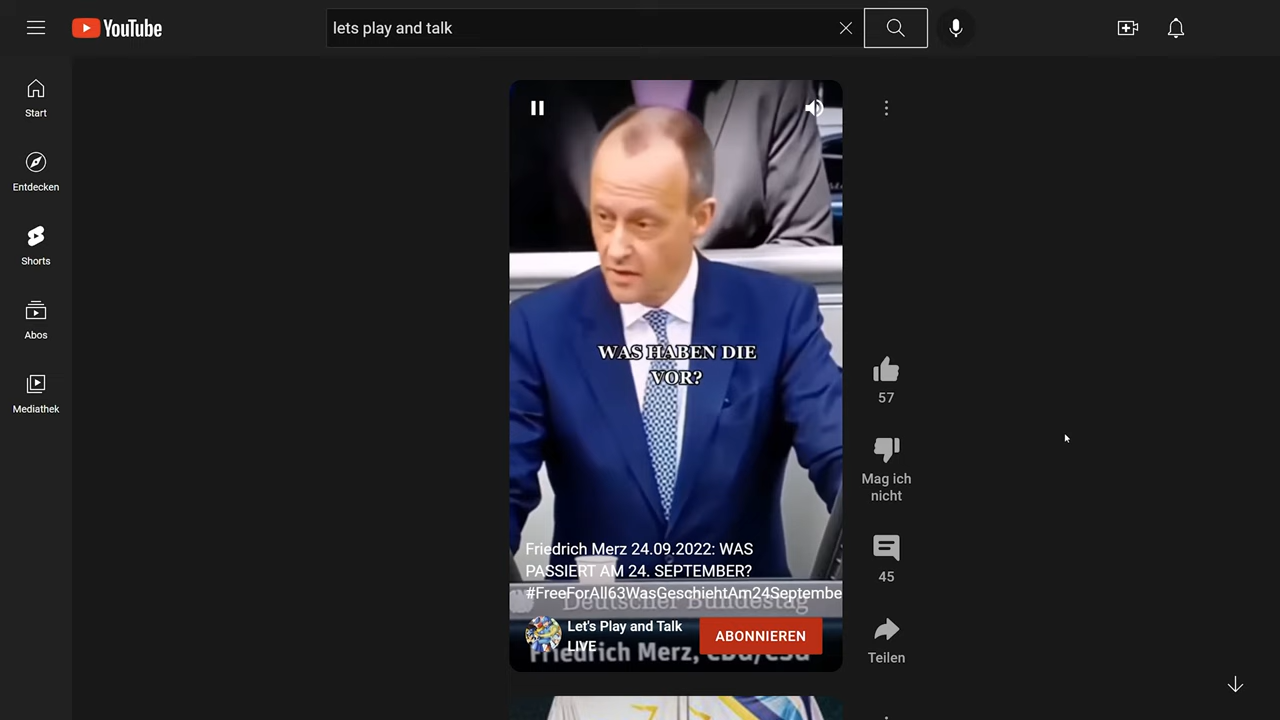 YouTube
lets play and talk
Start
Entdecken
Shorts
Abos
Mediathek
WAS HABEN DIE
VOR?
57
Mag ich
nicht
45
Teilen
Friedrich Merz 24.09.2022: WAS
PASSIERT AM 24. SEPTEMBER?
#FreeForAll63WasGeschiehtAm24Septembe
Deutscher Bundestag
Let's Play and Talk
LIVE
ABONNIEREN
Friedrich Merz, CDU/CSU